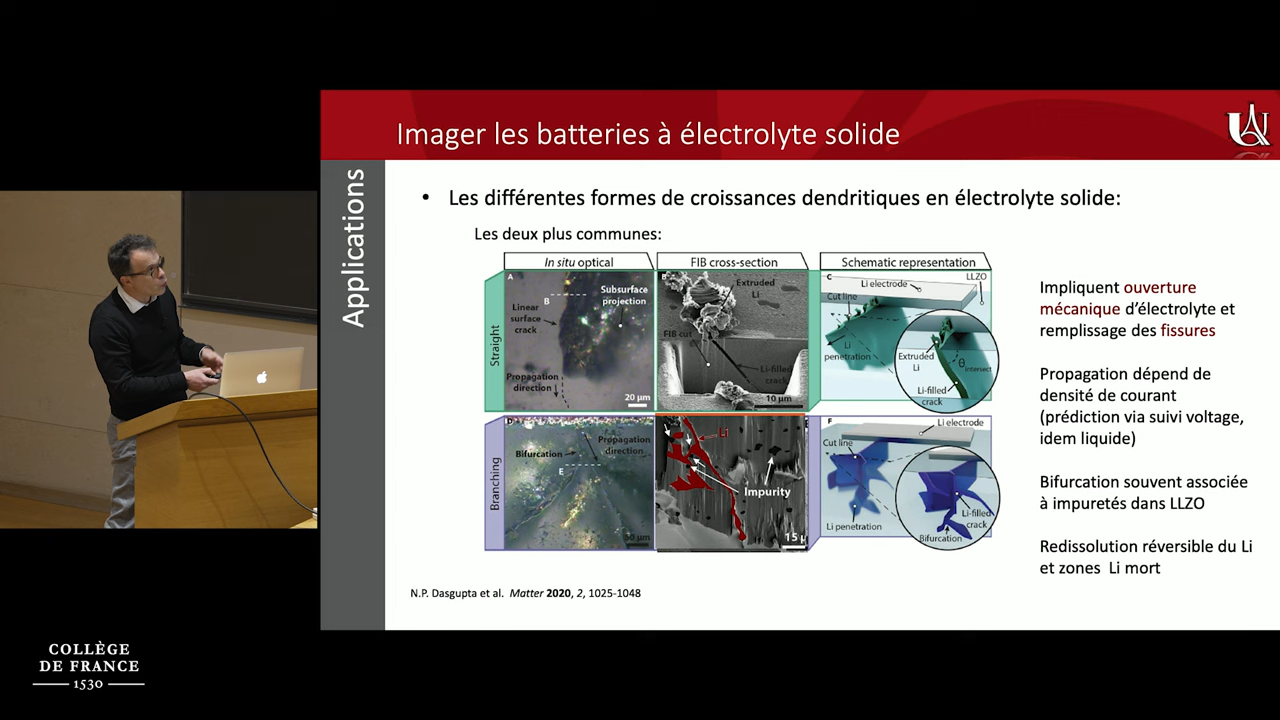 Imager les batteries à électrolyte solide
Applications
• Les différentes formes de croissances dendritiques en électrolyte solide:
Les deux plus communes:
In situ optical
FIB cross-section
Schematic representation
Straight
A
B
Linear
surface
crack
Subsurface
projection
Propagation
direction
20 µm
B
Extruded
Li
FIB cut
Li-filled
crack
10 µm
C
Li electrode
LLZO
Cut line
Li
penetration
Extruded
Li
θ
intersect
Li-filled
crack
Branching
D
Bifurcation
Propagation
direction
E
Li
Impurity
15 µ
F
Li electrode
Cut line
Li penetration
Li-filled
crack
Bifurcation
Impliquent ouverture
mécanique d'électrolyte et
remplissage des fissures
Propagation dépend de
densité de courant
(prédiction via suivi voltage,
idem liquide)
Bifurcation souvent associée
à impuretés dans LLZO
Redissolution réversible du Li
et zones Li mort
N.P. Dasgupta et al. Matter 2020, 2, 1025-1048
COLLÈGE
DE FRANCE
1530